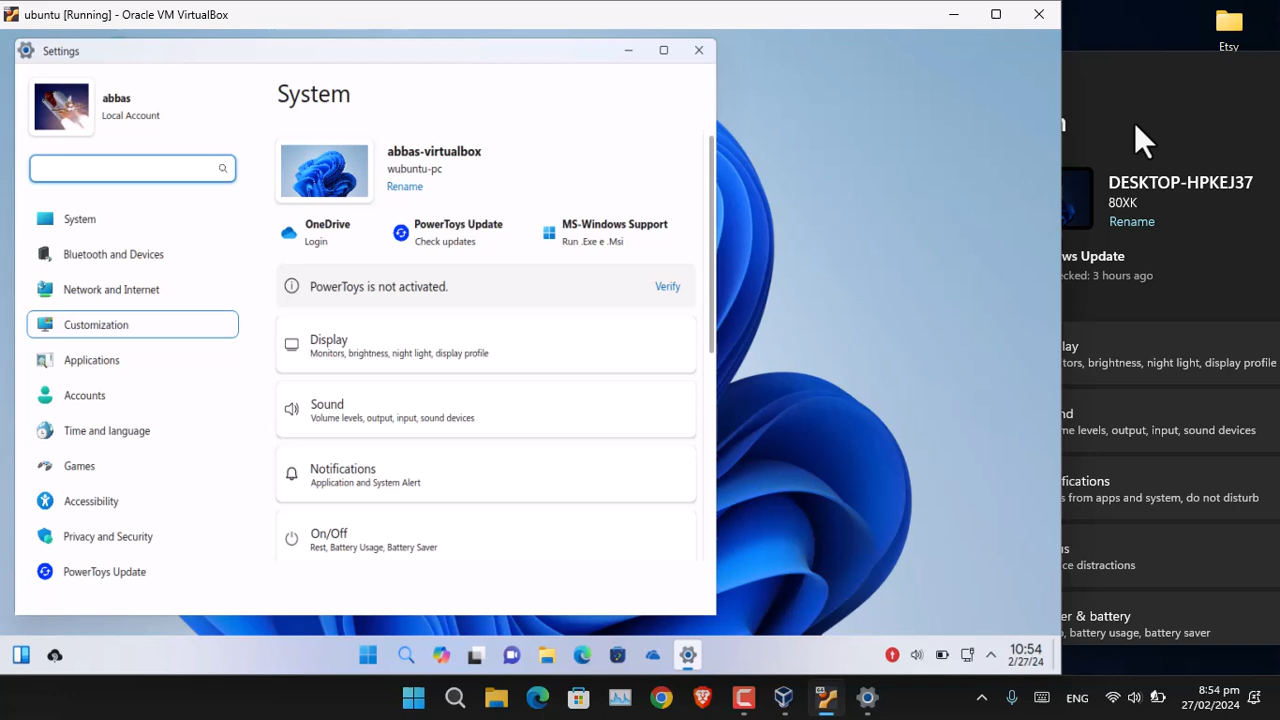 ubuntu [Running] - Oracle VM VirtualBox
Etsy
Settings
abbas
Local Account
System
Bluetooth and Devices
Network and Internet
Customization
Applications
Accounts
Time and language
Games
Accessibility
Privacy and Security
PowerToys Update
System
abbas-virtualbox
wubuntu-pc
Rename
OneDrive
Login
PowerToys Update
Check updates
MS-Windows Support
Run .Exe e .Msi
PowerToys is not activated.
Verify
Display
Monitors, brightness, night light, display profile
Sound
Volume levels, output, input, sound devices
Notifications
Application and System Alert
On/Off
Rest, Battery Usage, Battery Saver
DESKTOP-HPKEJ37
80XK
Rename
ws Update
ecked: 3 hours ago
lay
tors, brightness, night light, display profile
nd
me levels, output, input, sound devices
fications
s from apps and system, do not disturb
us
ce distractions
er & battery
, battery usage, battery saver
10:54
2/27/24
ENG
8:54 pm
27/02/2024